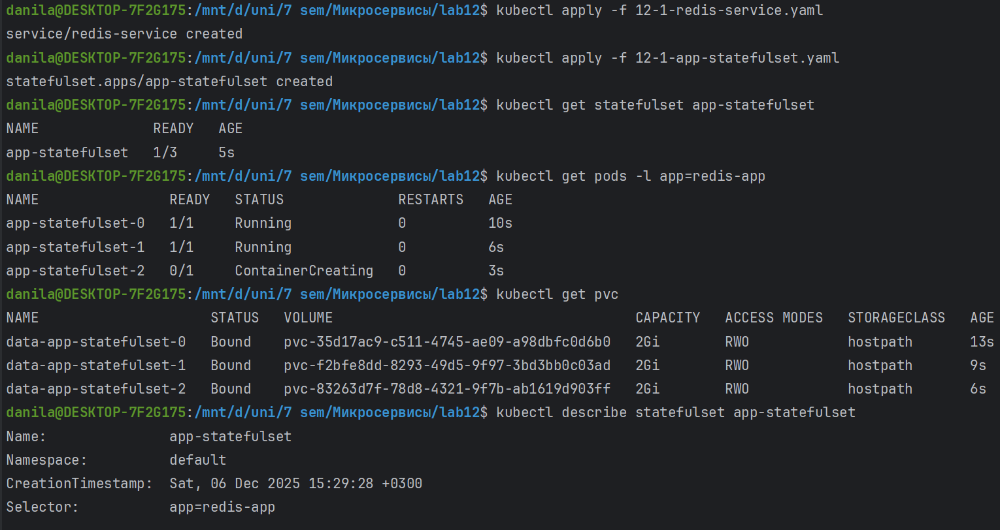 danila@DESKTOP-7F2G175:/mnt/d/uni/7 sem/Микросервисы/lab12$ kubectl apply -f 12-1-redis-service.yaml
service/redis-service created
danila@DESKTOP-7F2G175:/mnt/d/uni/7 sem/Микросервисы/lab12$ kubectl apply -f 12-1-app-statefulset.yaml
statefulset.apps/app-statefulset created
danila@DESKTOP-7F2G175:/mnt/d/uni/7 sem/Микросервисы/lab12$ kubectl get statefulset app-statefulset
NAME              READY   AGE
app-statefulset   1/3     5s
danila@DESKTOP-7F2G175:/mnt/d/uni/7 sem/Микросервисы/lab12$ kubectl get pods -l app=redis-app
NAME                READY   STATUS              RESTARTS   AGE
app-statefulset-0   1/1     Running             0          10s
app-statefulset-1   1/1     Running             0          6s
app-statefulset-2   0/1     ContainerCreating   0          3s
danila@DESKTOP-7F2G175:/mnt/d/uni/7 sem/Микросервисы/lab12$ kubectl get pvc
NAME                     STATUS   VOLUME                                     CAPACITY   ACCESS MODES   STORAGECLASS   AGE
data-app-statefulset-0   Bound    pvc-35d17ac9-c511-4745-ae09-a98dbfc0d6b0   2Gi        RWO            hostpath       13s
data-app-statefulset-1   Bound    pvc-f2bfe8dd-8293-49d5-9f97-3bd3bb0c03ad   2Gi        RWO            hostpath       9s
data-app-statefulset-2   Bound    pvc-83263d7f-78d8-4321-9f7b-ab1619d903ff   2Gi        RWO            hostpath       6s
danila@DESKTOP-7F2G175:/mnt/d/uni/7 sem/Микросервисы/lab12$ kubectl describe statefulset app-statefulset
Name:               app-statefulset
Namespace:          default
CreationTimestamp:  Sat, 06 Dec 2025 15:29:28 +0300
Selector:           app=redis-app